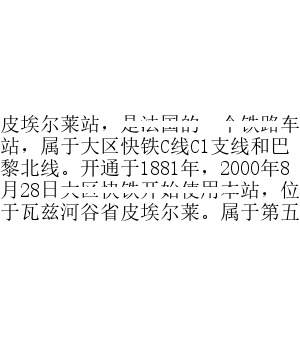 皮埃尔莱站，是法国的一个铁路车
站，属于大区快铁C线C1支线和巴
黎北线。开通于1881年，2000年8
月28日大区快铁开始使用本站，位
于瓦兹河谷省皮埃尔莱。属于第五